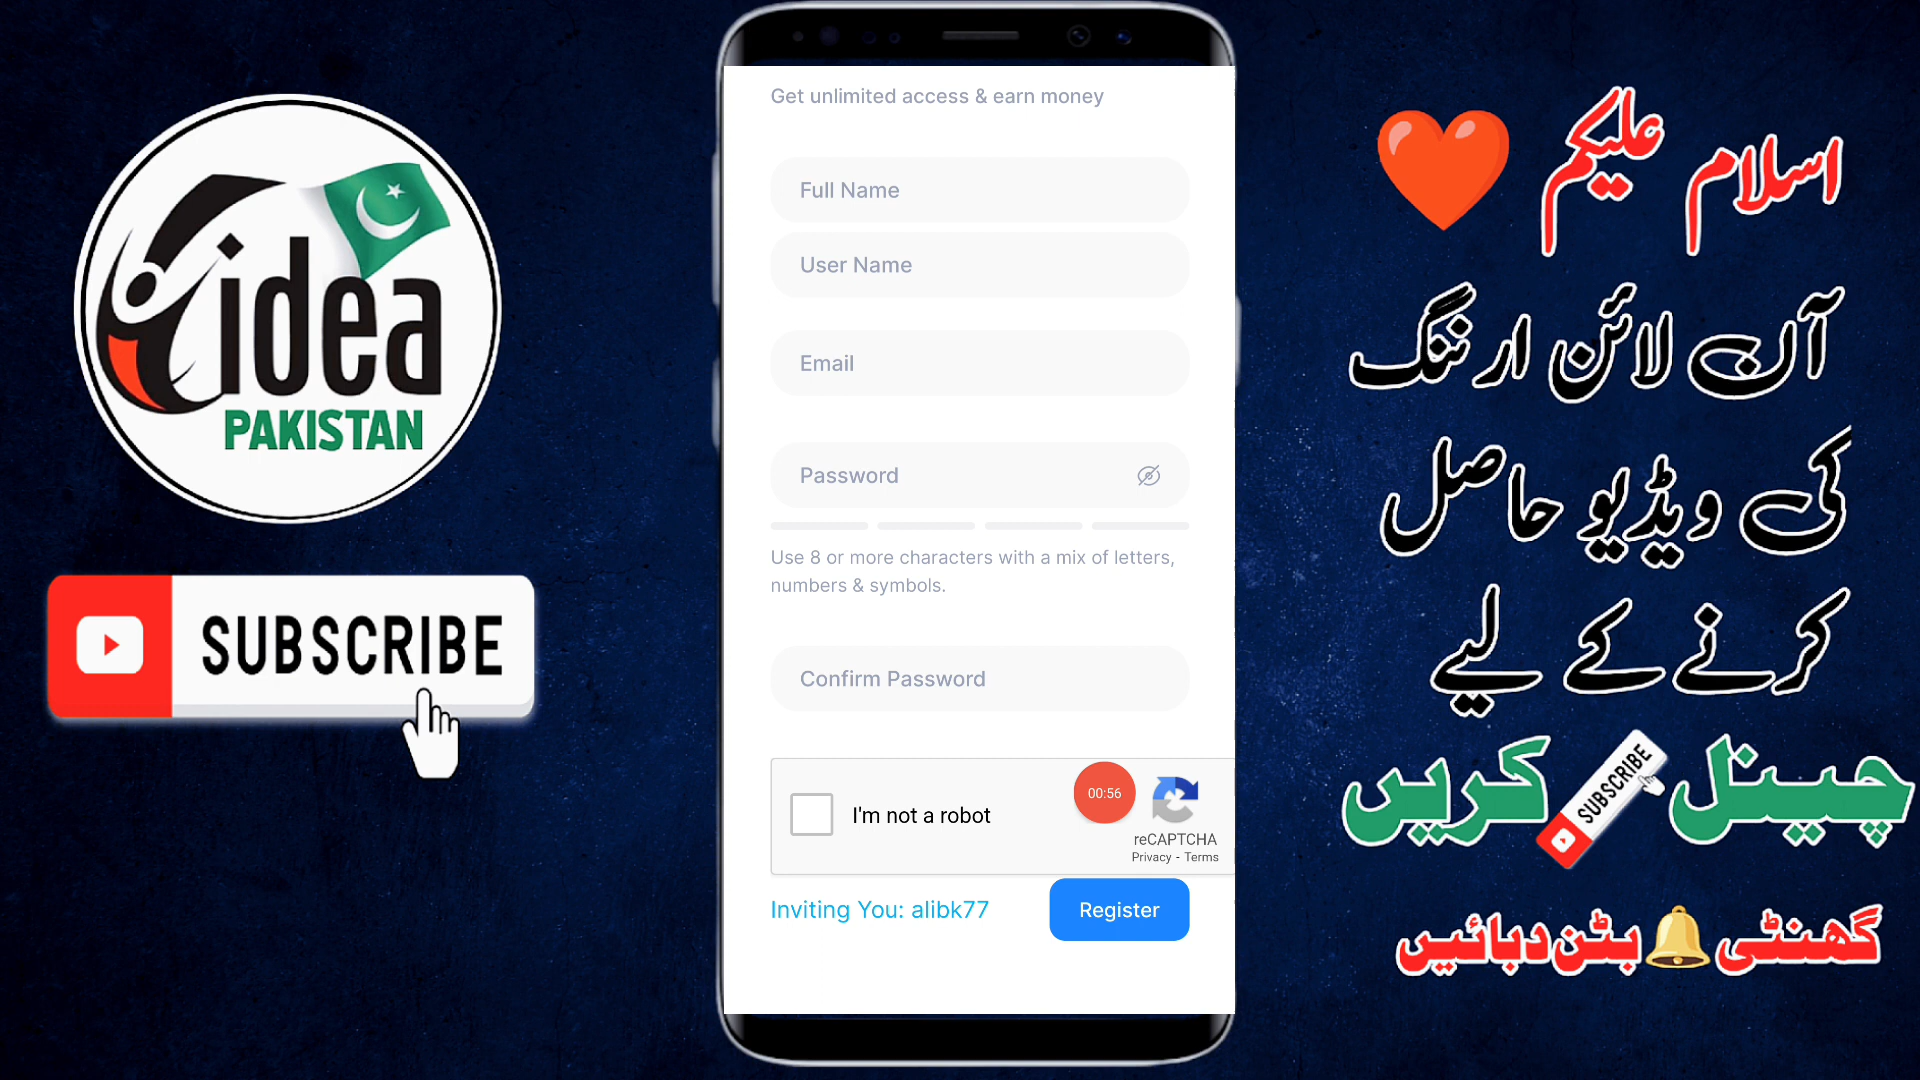 idea
PAKISTAN
SUBSCRIBE
Get unlimited access & earn money
Full Name
User Name
Email
Password
Use 8 or more characters with a mix of letters,
numbers & symbols.
Confirm Password
I'm not a robot
00:56
reCAPTCHA
Privacy - Terms
Inviting You: alibk77
Register
اسلام علیکم
آن لائن ارننگ
کی ویڈیو حاصل
کرنے کے لیے
چینل SUBSCRIBE کریں
گھنٹی بٹن دبائیں